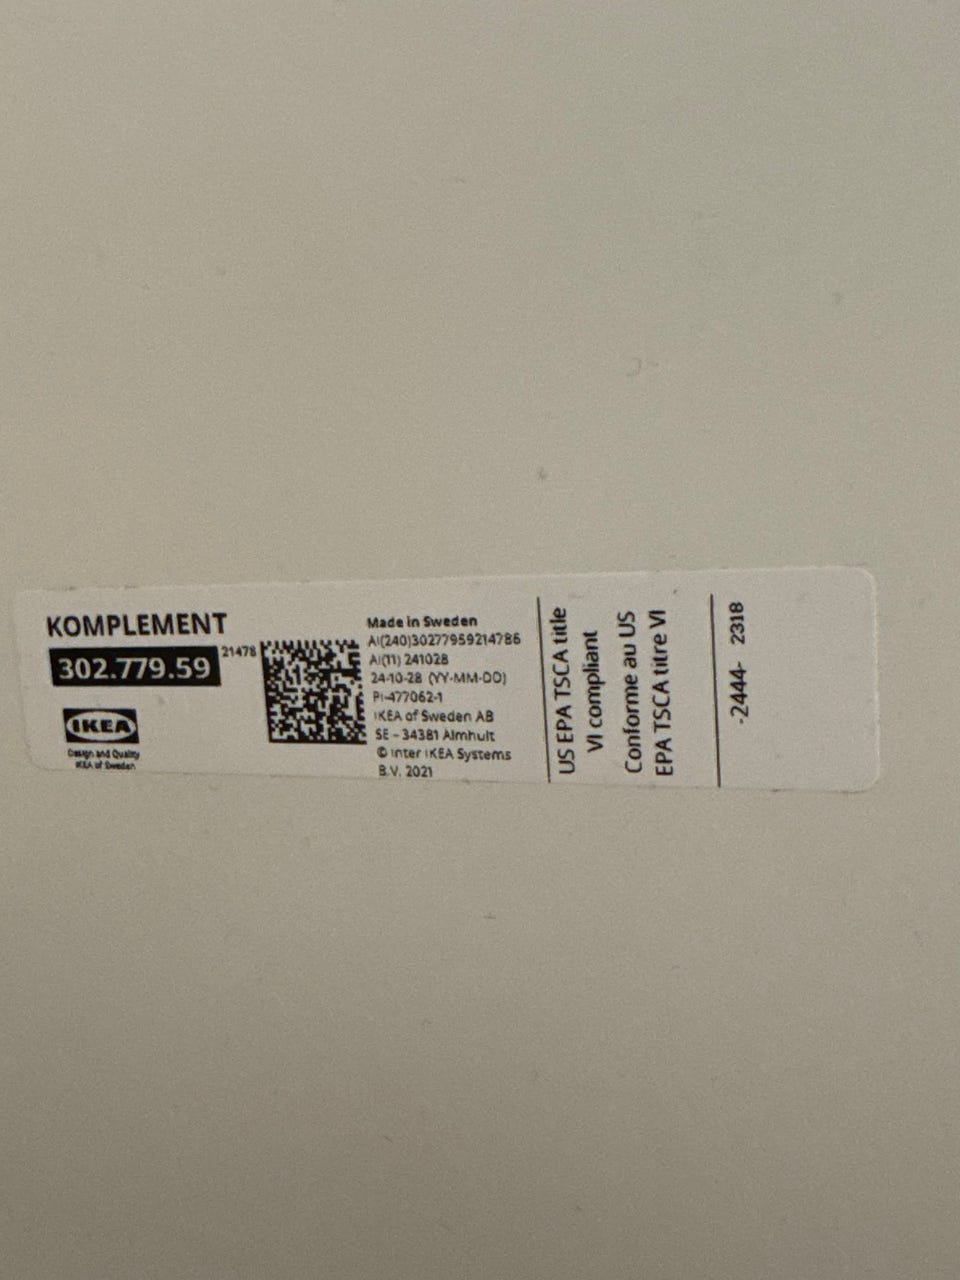 KOMPLEMENT
302.779.59
21478
IKEA
Design and Quality
IKEA of Sweden
Made in Sweden
AI(240)30277959214786
AI(11) 241028
24-10-28 (YY-MM-DD)
PI-477062-1
IKEA of Sweden AB
SE - 34381 Älmhult
© Inter IKEA Systems
B.V. 2021
US EPA TSCA title
VI compliant
Conforme au US
EPA TSCA titre VI
-2444- 2318